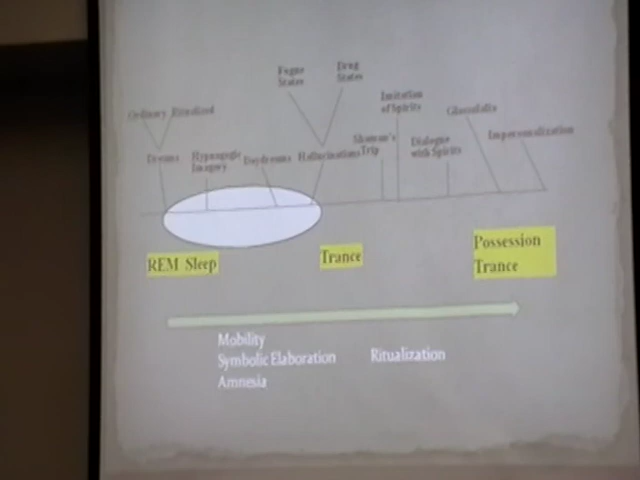 Fugue
States
Drug
States
Imitation
of Spirits
Ordinary Ritualized
Glossolalia
Dreams
Hypnagogic
Imagery
Daydreams
Hallucinations
Shaman's
Trip
Dialogue
with Spirits
Impersonalization
REM Sleep
Trance
Possession
Trance
Mobility
Symbolic Elaboration
Amnesia
Ritualization